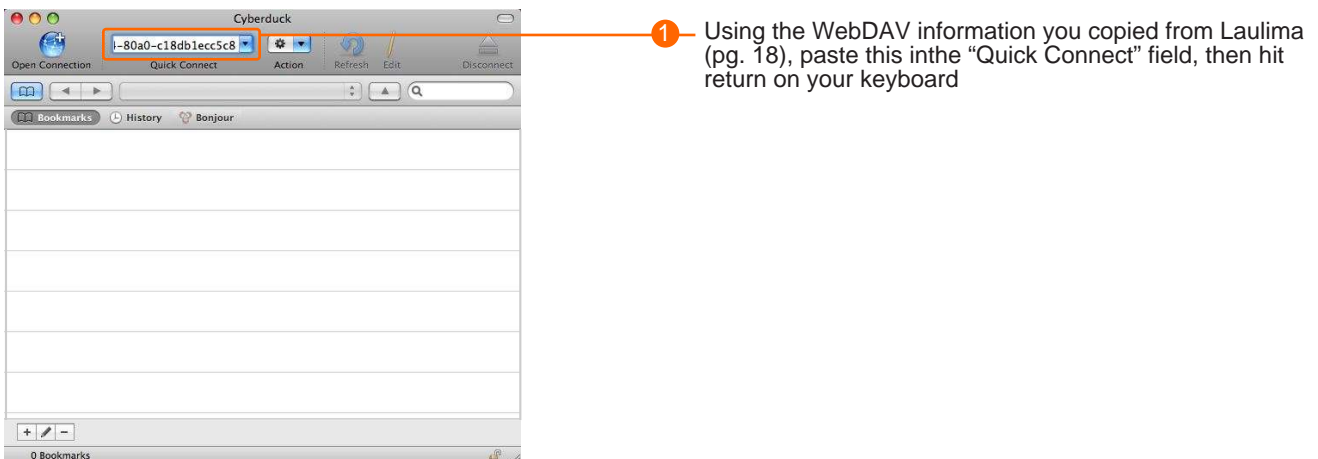 Cyberduck
-80a0-c18db1ecc5c8
Open Connection Quick Connect Action Refresh Edit Disconnect
Bookmarks History Bonjour
0 Bookmarks
1 Using the WebDAV information you copied from Laulima
(pg. 18), paste this inthe “Quick Connect” field, then hit
return on your keyboard